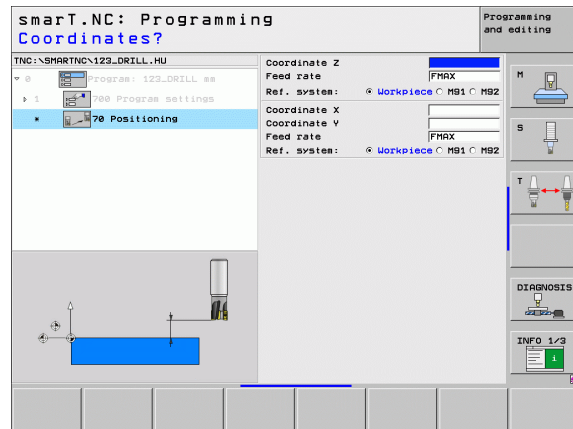 smarT.NC: Programming
Coordinates?
Programming
and editing
TNC:\SMARTNC\123_DRILL.HU
0 Program: 123_DRILL mm
1 700 Program settings
* 70 Positioning
Coordinate Z
Feed rate FMAX
Ref. system: Workpiece M91 M92
Coordinate X
Coordinate Y
Feed rate FMAX
Ref. system: Workpiece M91 M92
M
S
T
DIAGNOSIS
INFO 1/3
i